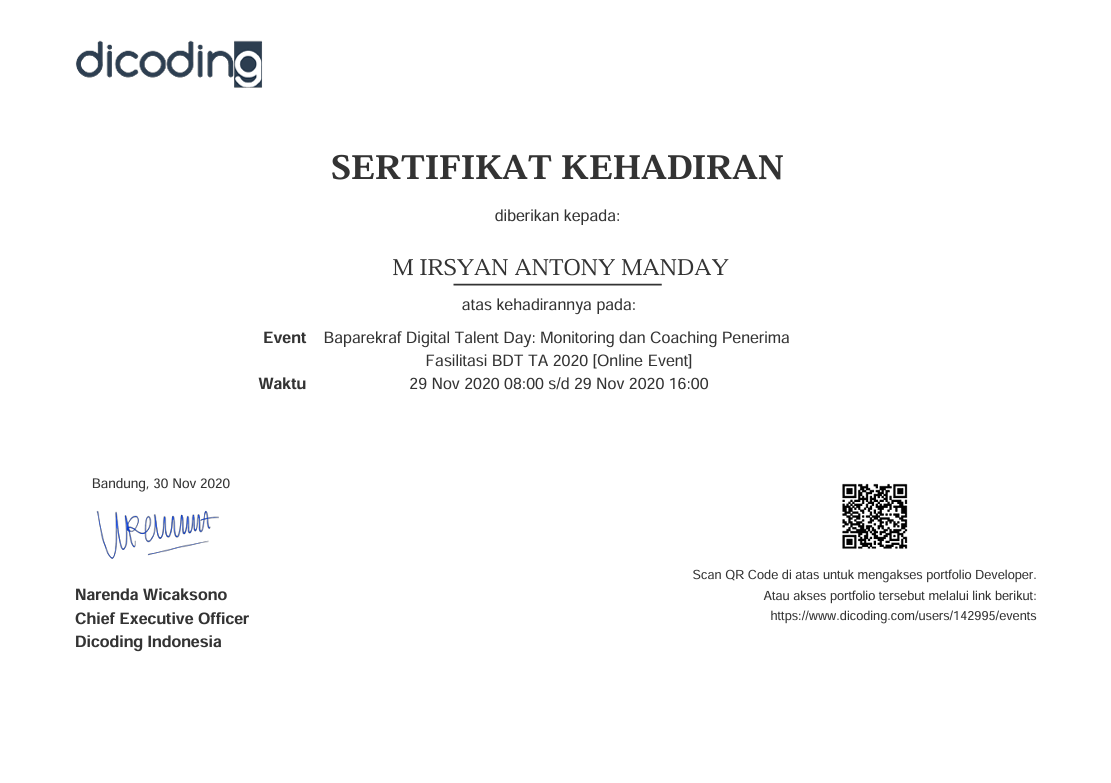 dicoding
SERTIFIKAT KEHADIRAN
diberikan kepada:
M IRSYAN ANTONY MANDAY
atas kehadirannya pada:
Event Baparekraf Digital Talent Day: Monitoring dan Coaching Penerima
Fasilitasi BDT TA 2020 [Online Event]
Waktu 29 Nov 2020 08:00 s/d 29 Nov 2020 16:00
Bandung, 30 Nov 2020
Narenda Wicaksono
Chief Executive Officer
Dicoding Indonesia
Scan QR Code di atas untuk mengakses portfolio Developer.
Atau akses portfolio tersebut melalui link berikut:
https://www.dicoding.com/users/142995/events